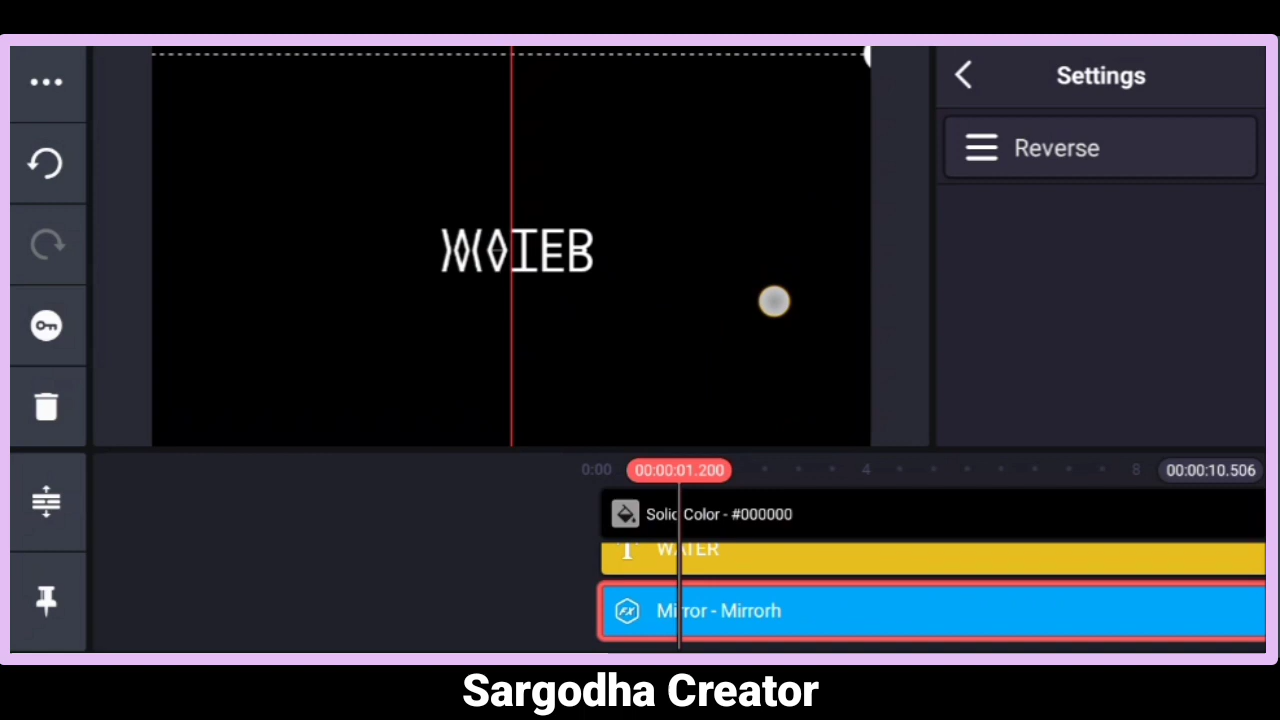 Settings
Reverse
0:00
00:00:01.200
4
8
00:00:10.506
Solid Color - #000000
T WATER
FX Mirror - Mirrorh
Sargodha Creator